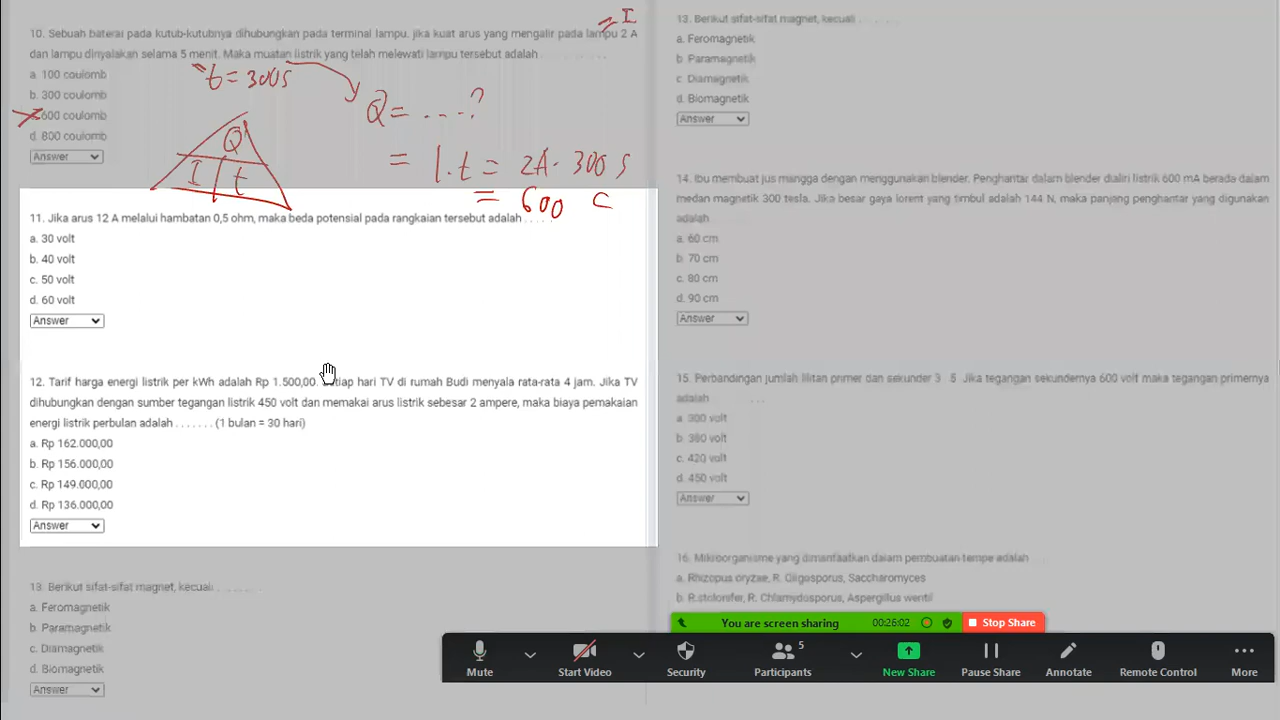 10. Sebuah baterai pada kutub-kutubnya dihubungkan pada terminal lampu. jika kuat arus yang mengalir pada lampu 2 A
dan lampu dinyalakan selama 5 menit. Maka muatan listrik yang telah melewati lampu tersebut adalah . . . . . . .
a. 100 coulomb
b. 300 coulomb
600 coulomb
d. 800 coulomb
Answer
= I
t = 300 s
Q
I t
Q = ....?
= I.t = 2A. 300 s
= 600 C
11. Jika arus 12 A melalui hambatan 0,5 ohm, maka beda potensial pada rangkaian tersebut adalah . . . . .
a. 30 volt
b. 40 volt
c. 50 volt
d. 60 volt
Answer
12. Tarif harga energi listrik per kWh adalah Rp 1.500,00. Setiap hari TV di rumah Budi menyala rata-rata 4 jam. Jika TV
dihubungkan dengan sumber tegangan listrik 450 volt dan memakai arus listrik sebesar 2 ampere, maka biaya pemakaian
energi listrik perbulan adalah . . . . . . . (1 bulan = 30 hari)
a. Rp 162.000,00
b. Rp 156.000,00
c. Rp 149.000,00
d. Rp 136.000,00
Answer
13. Berikut sifat-sifat magnet, kecuali . . . . . . .
a. Feromagnetik
b. Paramagnetik
c. Diamagnetik
d. Biomagnetik
Answer
13. Berikut sifat-sifat magnet, kecuali . . . . . . .
a. Feromagnetik
b. Paramagnetik
c. Diamagnetik
d. Biomagnetik
Answer
14. Ibu membuat jus mangga dengan menggunakan blender. Penghantar dalam blender dialiri listrik 600 mA berada dalam
medan magnetik 300 tesla. Jika besar gaya lorent yang timbul adalah 144 N, maka panjang penghantar yang digunakan
adalah
a. 60 cm
b. 70 cm
c. 80 cm
d. 90 cm
Answer
15. Perbandingan jumlah lilitan primer dan sekunder 3 : 5. Jika tegangan sekundernya 600 volt maka tegangan primernya
adalah . . .
a. 300 volt
b. 360 volt
c. 420 volt
d. 450 volt
Answer
16. Mikroorganisme yang dimanfaatkan dalam pembuatan tempe adalah
a. Rhizopus oryzae, R. Oligosporus, Saccharomyces
b. R.stolonifer, R. Chlamydosporus, Aspergillus wentii
You are screen sharing 00:26:02 Stop Share
Mute Start Video Security Participants 5 New Share Pause Share Annotate Remote Control More